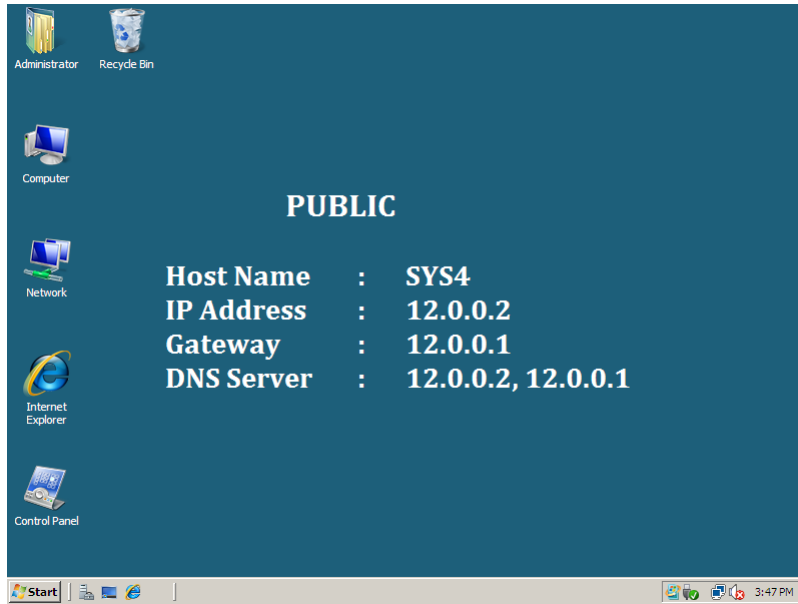 Administrator
Recycle Bin
Computer
Network
Internet
Explorer
Control Panel
PUBLIC
Host Name : SYS4
IP Address : 12.0.0.2
Gateway : 12.0.0.1
DNS Server : 12.0.0.2, 12.0.0.1
Start
3:47 PM